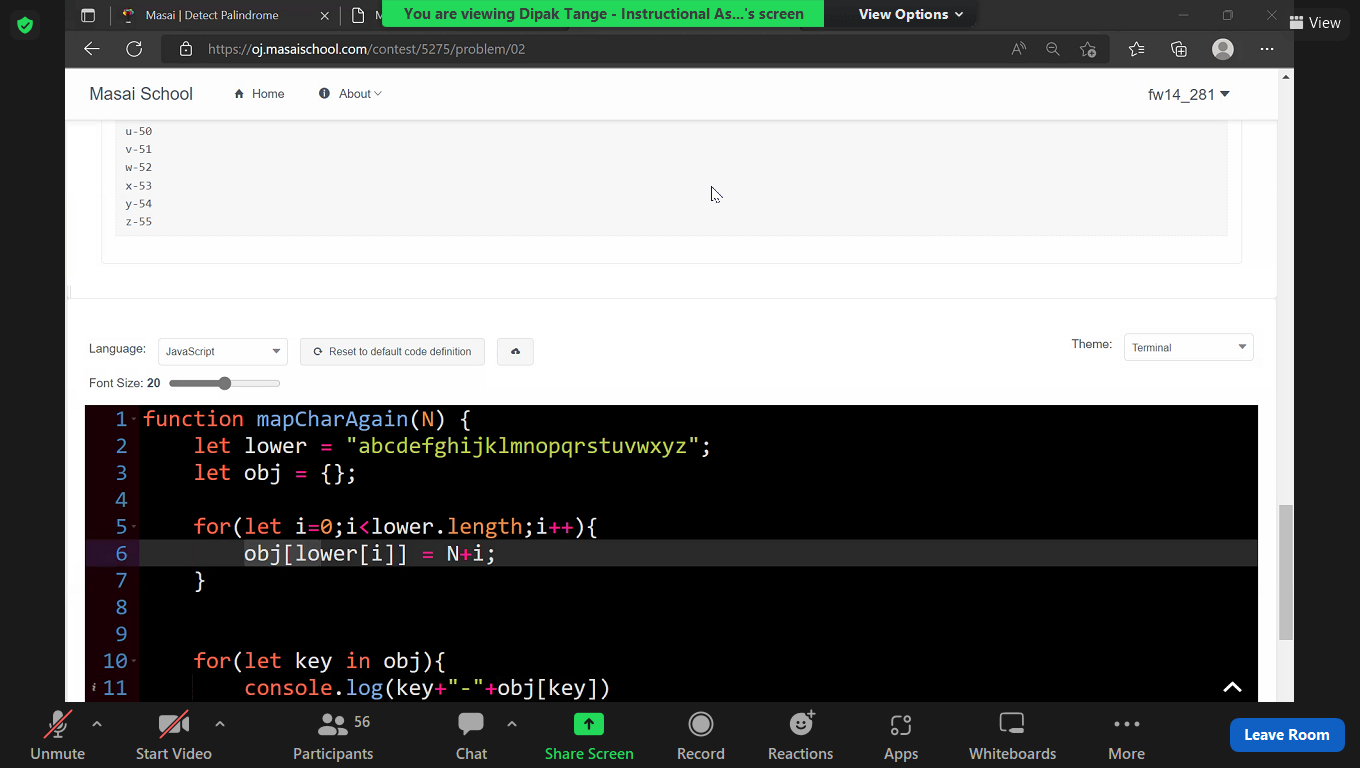 Masai | Detect Palindrome
You are viewing Dipak Tange - Instructional As...'s screen
View Options
View
https://oj.masaischool.com/contest/5275/problem/02
Masai School
Home
About
fw14_281
u-50
v-51
w-52
x-53
y-54
z-55
Language:
JavaScript
Reset to default code definition
Theme:
Terminal
Font Size: 20
1 function mapCharAgain(N) {
2 let lower = "abcdefghijklmnopqrstuvwxyz";
3 let obj = {};
4
5 for(let i=0;i<lower.length;i++){
6 obj[lower[i]] = N+i;
7 }
8
9
10 for(let key in obj){
11 console.log(key+"-"+obj[key])
56
Unmute
Start Video
Participants
Chat
Share Screen
Record
Reactions
Apps
Whiteboards
More
Leave Room